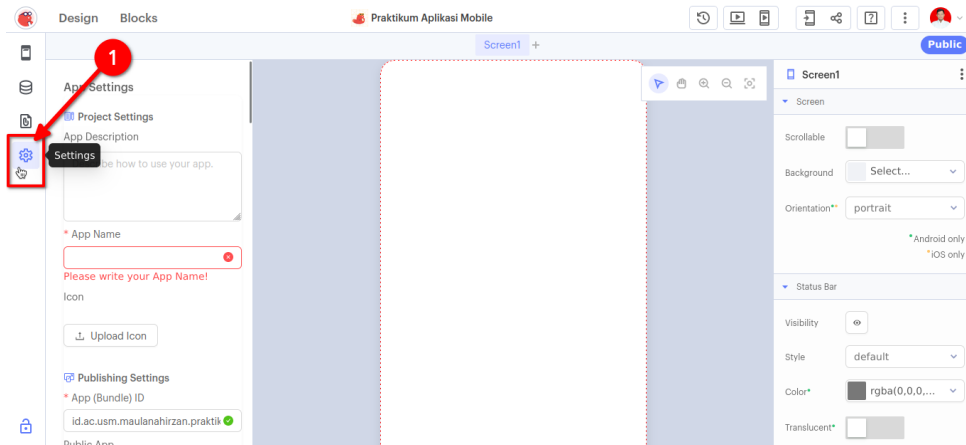 Design Blocks Praktikum Aplikasi Mobile
Screen1 +
Public
1
App Settings
Project Settings
App Description
Settings
be how to use your app.
* App Name
Please write your App Name!
Icon
Upload Icon
Publishing Settings
* App (Bundle) ID
id.ac.usm.maulanahirzan.praktik
Public App
Screen1
Screen
Scrollable
Background Select...
Orientation** portrait
*Android only
*iOS only
Status Bar
Visibility
Style default
Color* rgba(0,0,0,...
Translucent*